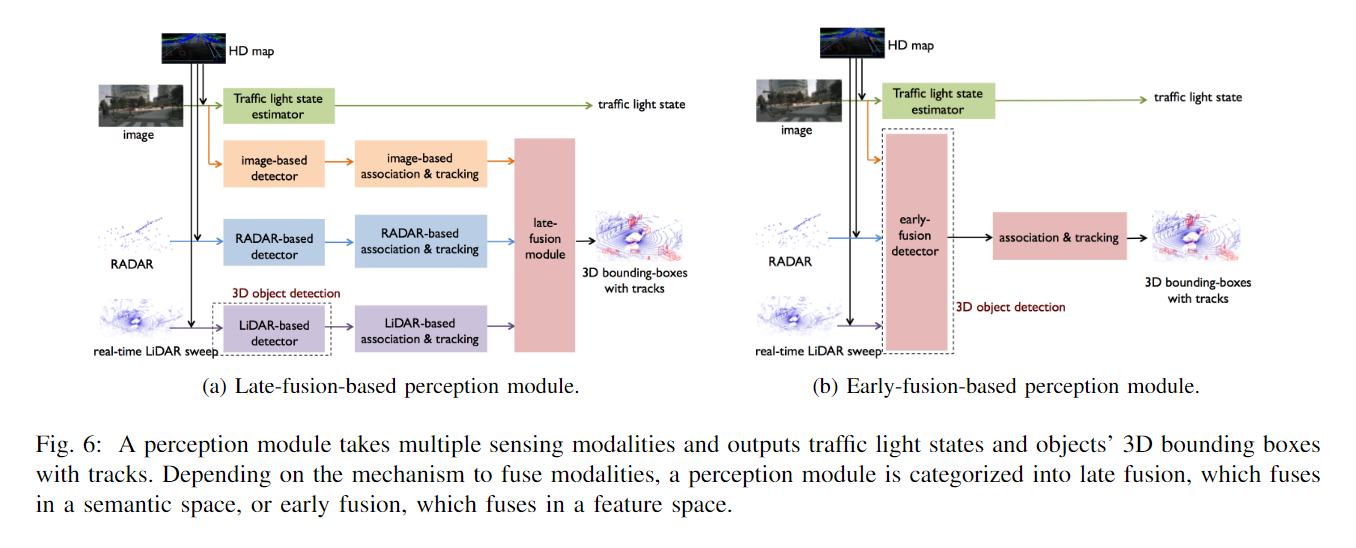 HD map
image
Traffic light state
estimator
traffic light state
image-based
detector
image-based
association & tracking
RADAR
RADAR-based
detector
RADAR-based
association & tracking
late-
fusion
module
3D bounding-boxes
with tracks
3D object detection
real-time LiDAR sweep
LiDAR-based
detector
LiDAR-based
association & tracking
(a) Late-fusion-based perception module.
HD map
image
Traffic light state
estimator
traffic light state
RADAR
early-
fusion
detector
association & tracking
3D bounding-boxes
with tracks
3D object detection
real-time LiDAR sweep
(b) Early-fusion-based perception module.
Fig. 6: A perception module takes multiple sensing modalities and outputs traffic light states and objects’ 3D bounding boxes
with tracks. Depending on the mechanism to fuse modalities, a perception module is categorized into late fusion, which fuses
in a semantic space, or early fusion, which fuses in a feature space.